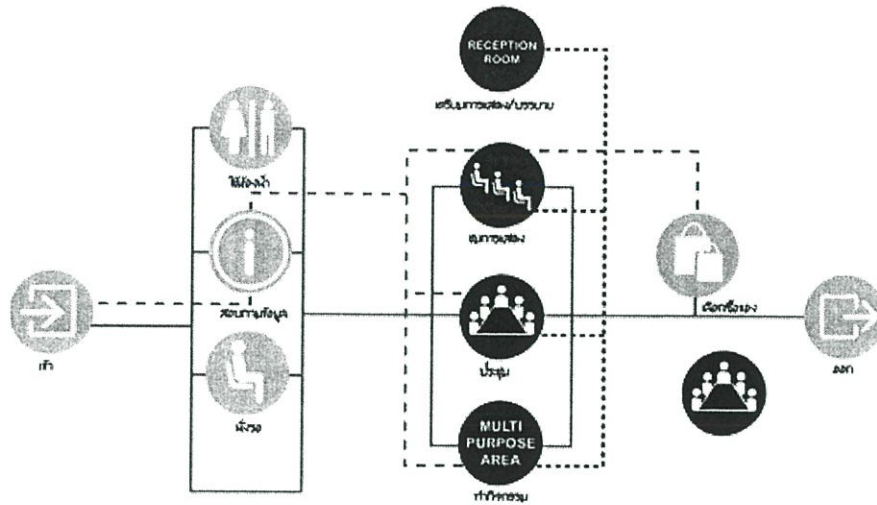 RECEPTION
ROOM
เตรียมการแสดง/บรรยาย
ใช้ห้องน้ำ
ชมการแสดง
สอบถามข้อมูล
เลือกซื้อของ
เข้า
ประชุม
ออก
นั่งรอ
MULTI
PURPOSE
AREA
ทำกิจกรรม